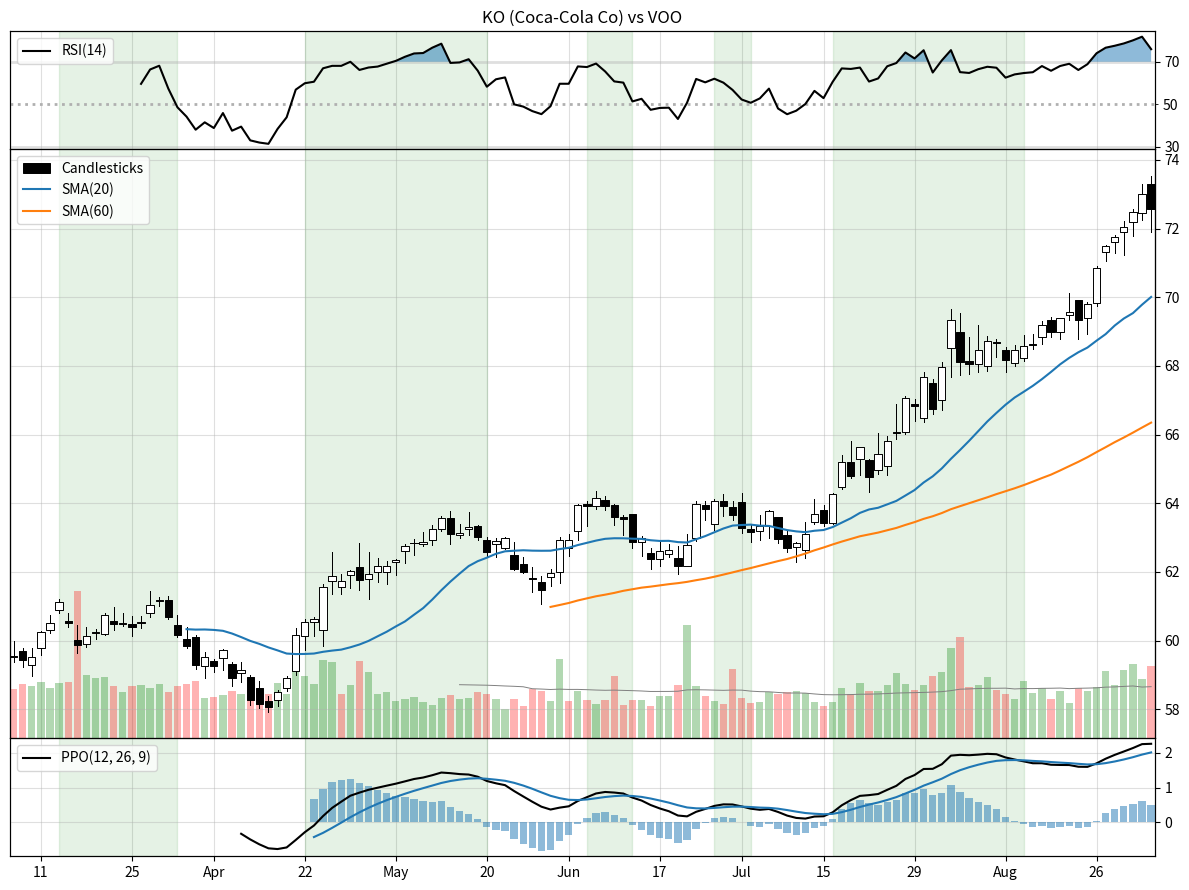 KO (Coca-Cola Co) vs VOO
RSI(14)
70
50
30
Candlesticks
SMA(20)
SMA(60)
74
72
70
68
66
64
62
60
58
PPO(12, 26, 9)
2
1
0
11 25 Apr 22 May 20 Jun 17 Jul 15 29 Aug 26